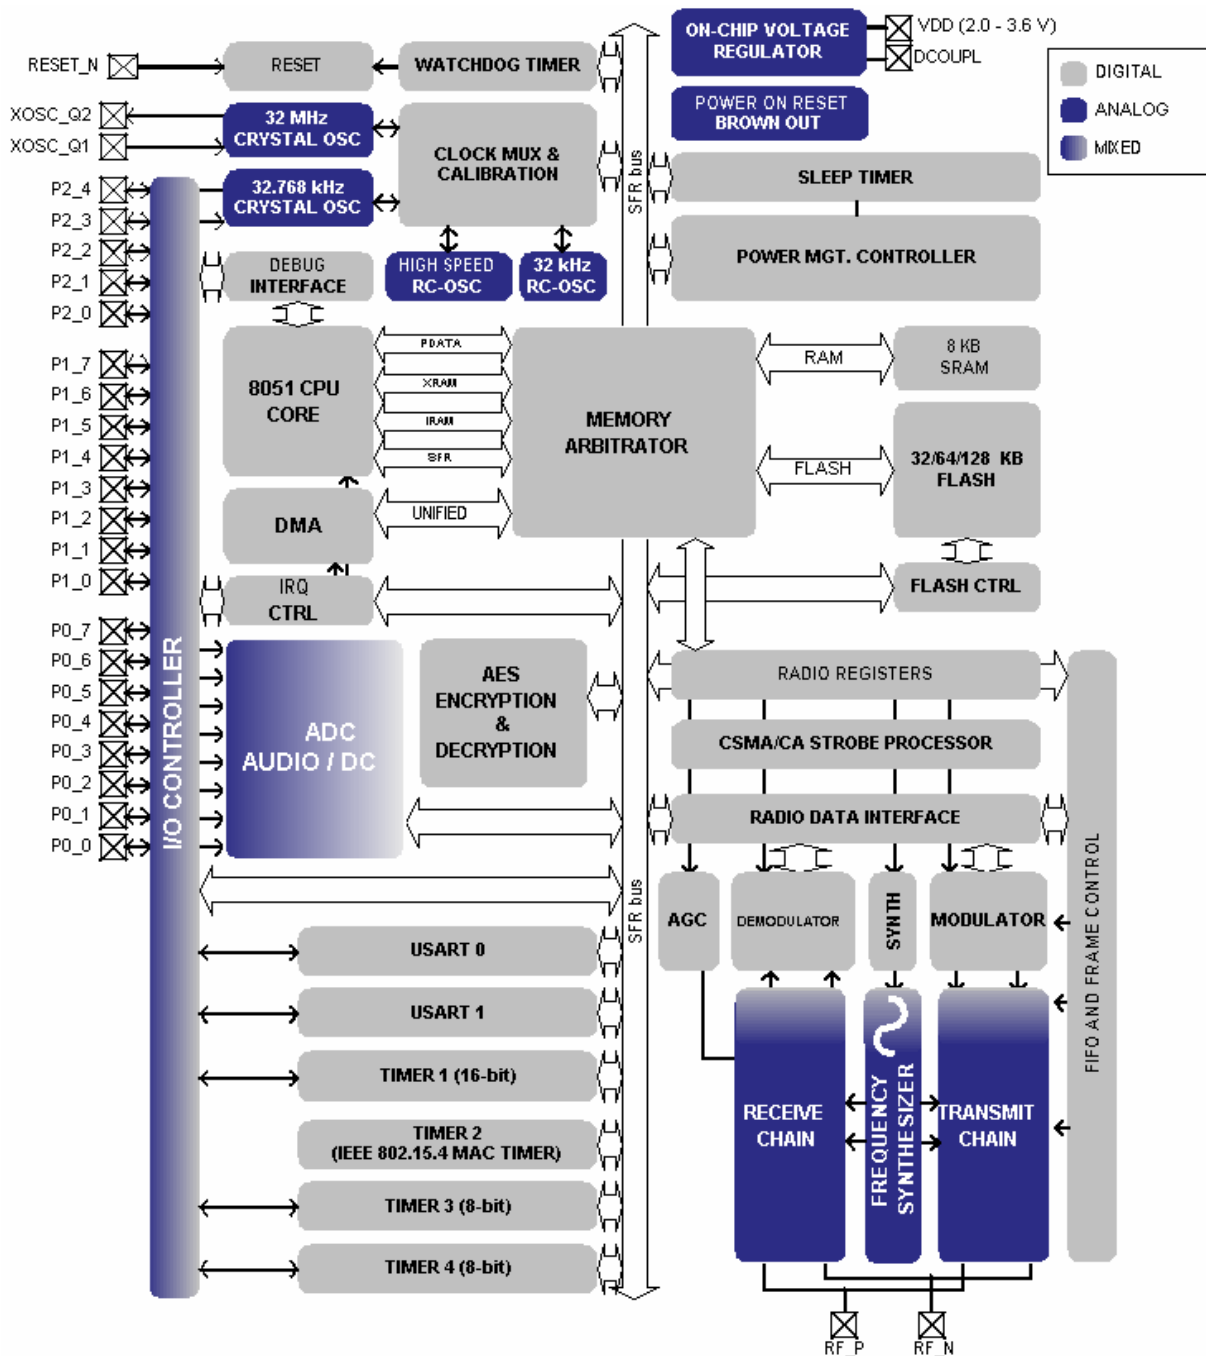 ON-CHIP VOLTAGE
REGULATOR
VDD (2.0 - 3.6 V)
DCOUPL
DIGITAL
ANALOG
MIXED
RESET_N
RESET
WATCHDOG TIMER
POWER ON RESET
BROWN OUT
XOSC_Q2
XOSC_Q1
32 MHz
CRYSTAL OSC
CLOCK MUX &
CALIBRATION
SFR bus
SLEEP TIMER
32.768 kHz
CRYSTAL OSC
P2_4
P2_3
P2_2
P2_1
P2_0
POWER MGT. CONTROLLER
DEBUG
INTERFACE
HIGH SPEED
RC-OSC
32 kHz
RC-OSC
P1_7
P1_6
P1_5
P1_4
P1_3
P1_2
P1_1
P1_0
8051 CPU
CORE
PDATA
XRAM
IRAM
SFR
MEMORY
ARBITRATOR
RAM
8 KB
SRAM
FLASH
32/64/128 KB
FLASH
DMA
UNIFIED
IRQ
CTRL
FLASH CTRL
P0_7
P0_6
P0_5
P0_4
P0_3
P0_2
P0_1
P0_0
I/O CONTROLLER
ADC
AUDIO / DC
AES
ENCRYPTION
&
DECRYPTION
RADIO REGISTERS
CSMA/CA STROBE PROCESSOR
RADIO DATA INTERFACE
FIFO AND FRAME CONTROL
SFR bus
AGC
DEMODULATOR
SYNTH
MODULATOR
USART 0
USART 1
TIMER 1 (16-bit)
TIMER 2
(IEEE 802.15.4 MAC TIMER)
TIMER 3 (8-bit)
TIMER 4 (8-bit)
RECEIVE
CHAIN
FREQUENCY
SYNTHESIZER
TRANSMIT
CHAIN
RF_P
RF_N